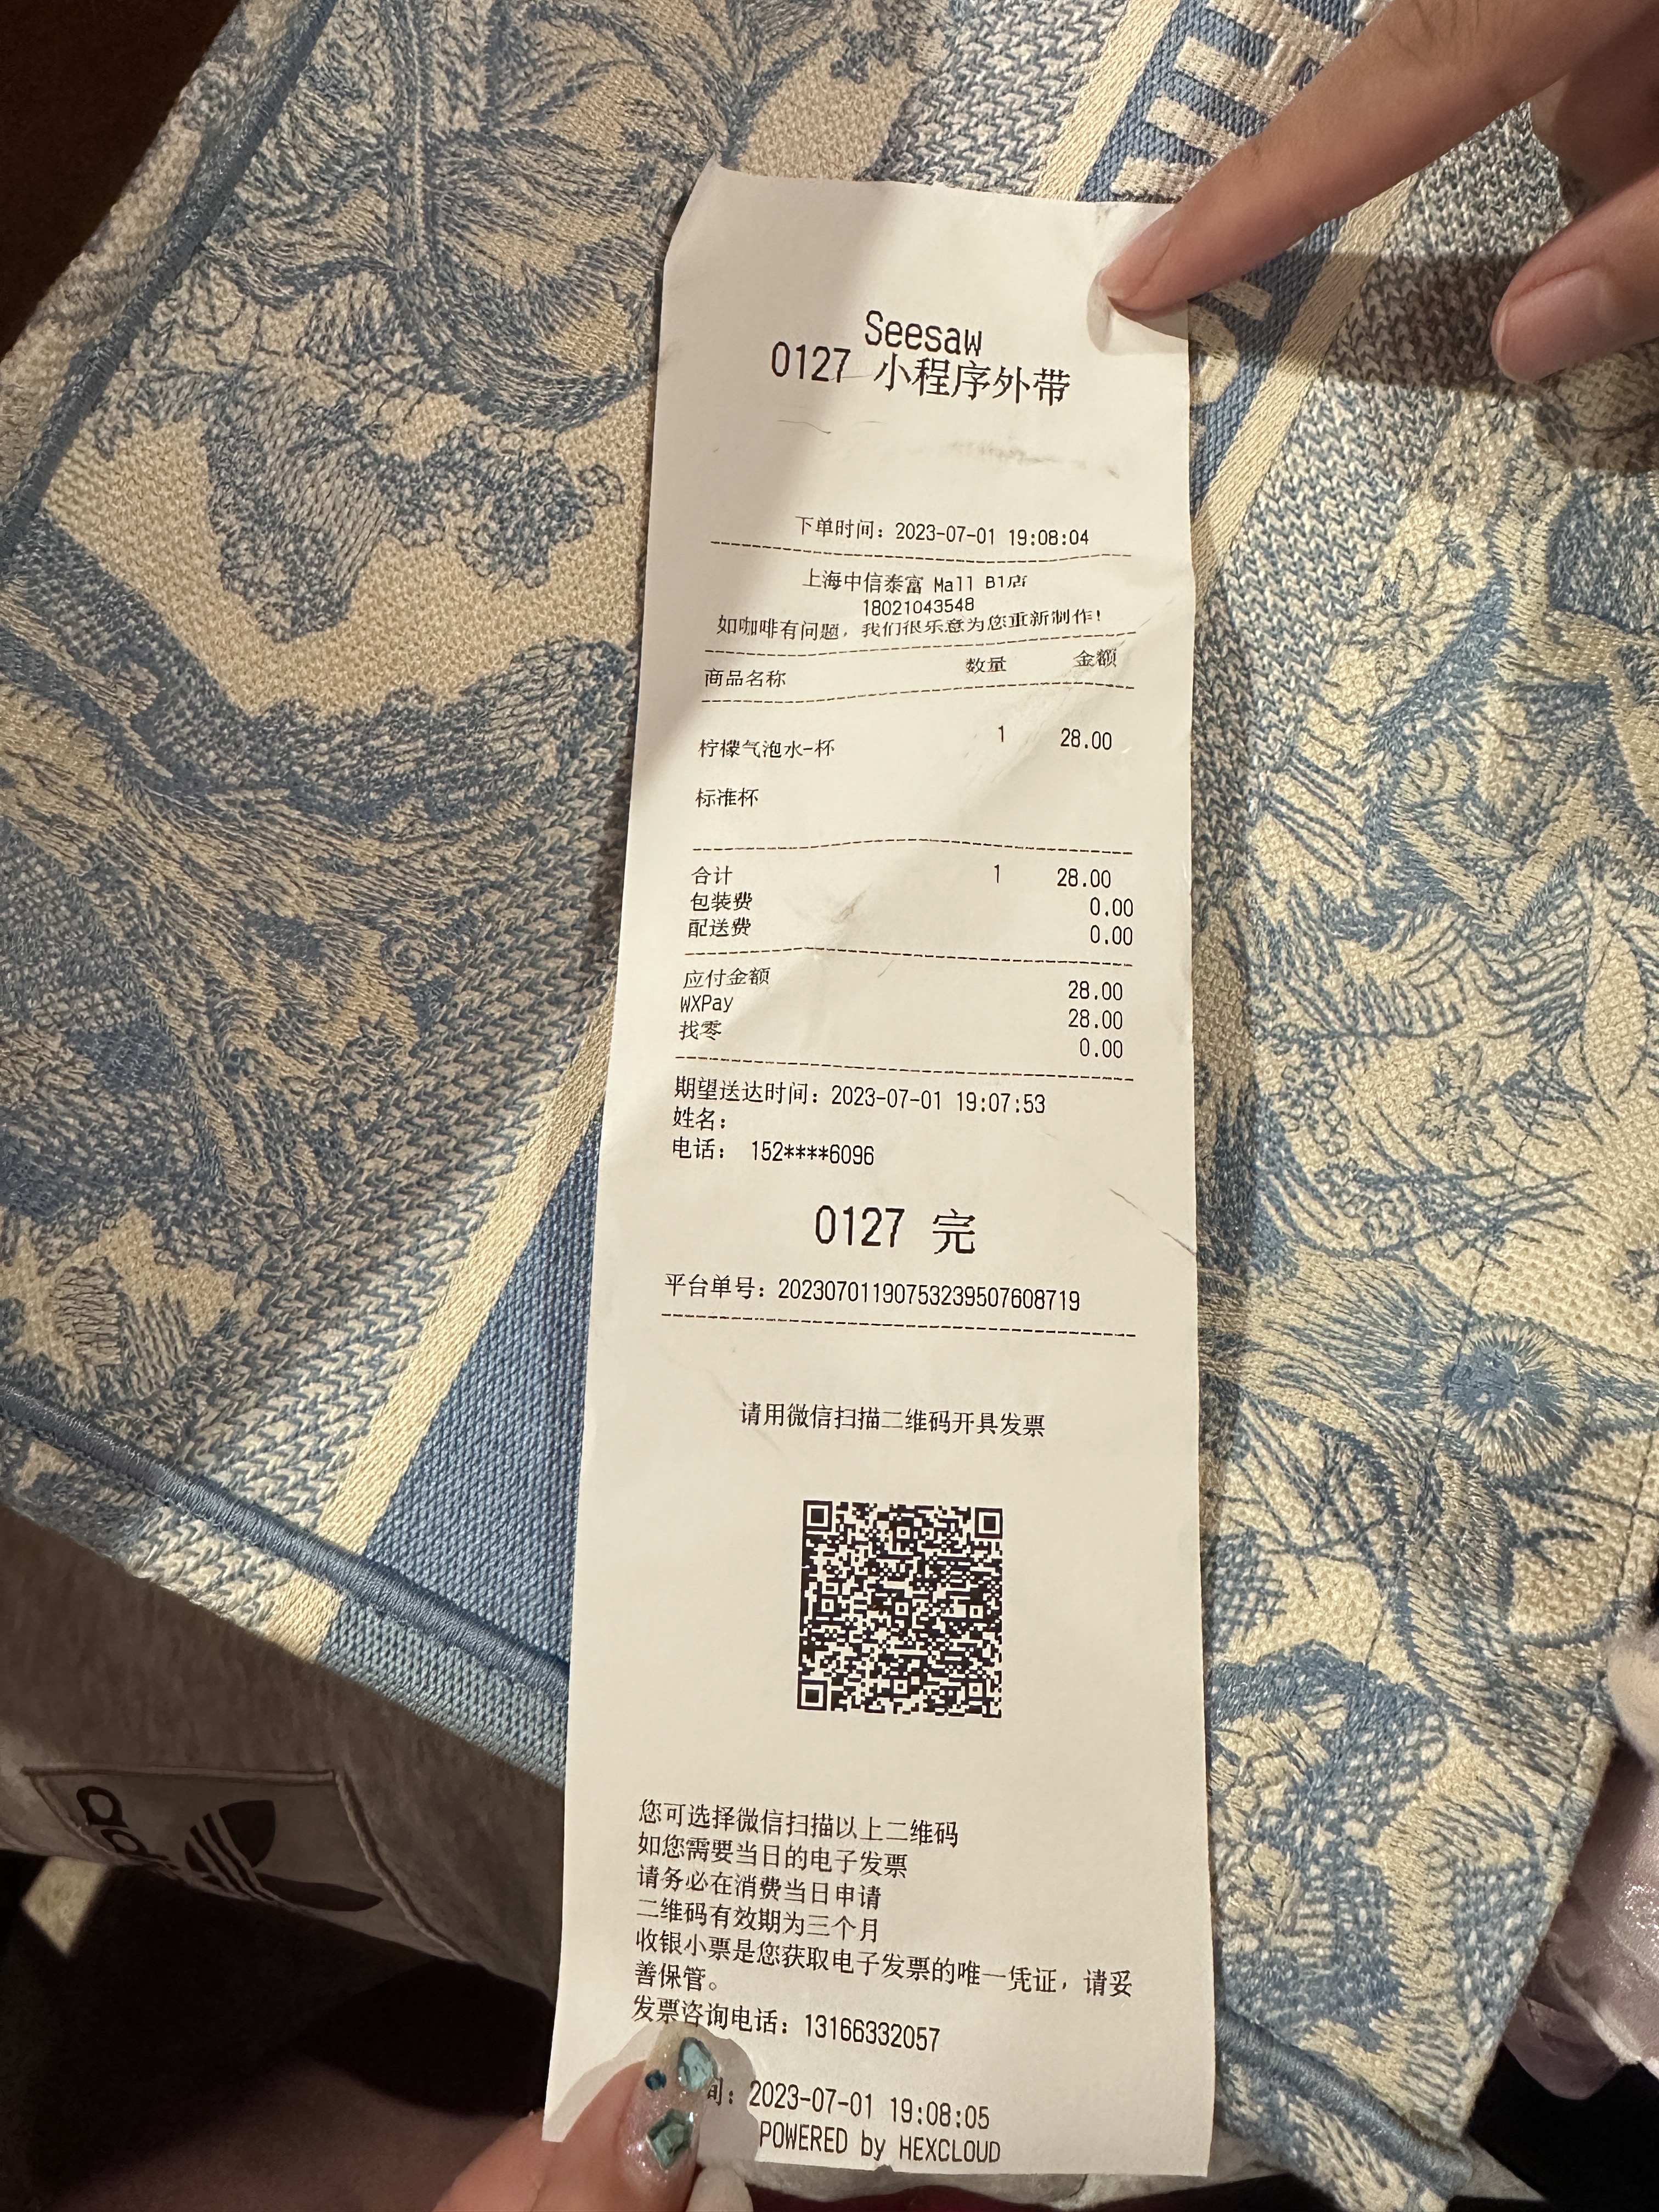 Seesaw
0127 小程序外带
下单时间：2023-07-01 19:08:04
上海中信泰富 Mall B1店
18021043548
如咖啡有问题，我们很乐意为您重新制作！
商品名称 数量 金额
柠檬气泡水-杯 1 28.00
标准杯
合计 1 28.00
包装费 0.00
配送费 0.00
应付金额 28.00
WXPay 28.00
找零 0.00
期望送达时间：2023-07-01 19:07:53
姓名：
电话： 152****6096
0127 完
平台单号：20230701190753239507608719
请用微信扫描二维码开具发票
您可选择微信扫描以上二维码
如您需要当日的电子发票
请务必在消费当日申请
二维码有效期为三个月
收银小票是您获取电子发票的唯一凭证，请妥
善保管。
发票咨询电话：13166332057
间：2023-07-01 19:08:05
POWERED by HEXCLOUD